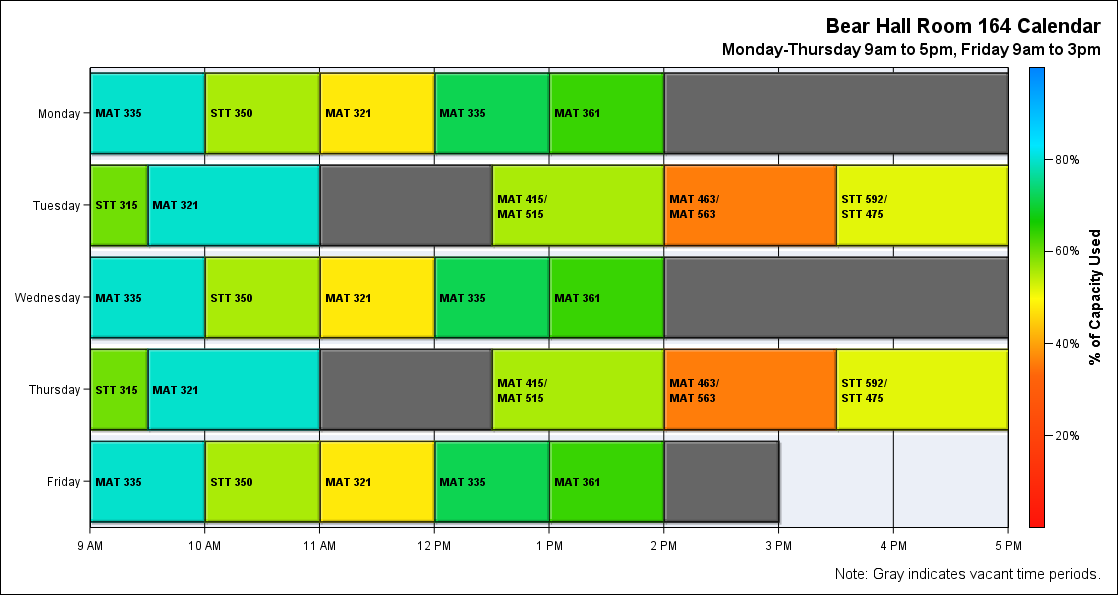 Bear Hall Room 164 Calendar
Monday-Thursday 9am to 5pm, Friday 9am to 3pm
Monday
MAT 335
STT 350
MAT 321
MAT 335
MAT 361
Tuesday
STT 315
MAT 321
MAT 415/
MAT 515
MAT 463/
MAT 563
STT 592/
STT 475
Wednesday
MAT 335
STT 350
MAT 321
MAT 335
MAT 361
Thursday
STT 315
MAT 321
MAT 415/
MAT 515
MAT 463/
MAT 563
STT 592/
STT 475
Friday
MAT 335
STT 350
MAT 321
MAT 335
MAT 361
9 AM
10 AM
11 AM
12 PM
1 PM
2 PM
3 PM
4 PM
5 PM
80%
60%
40%
20%
% of Capacity Used
Note: Gray indicates vacant time periods.